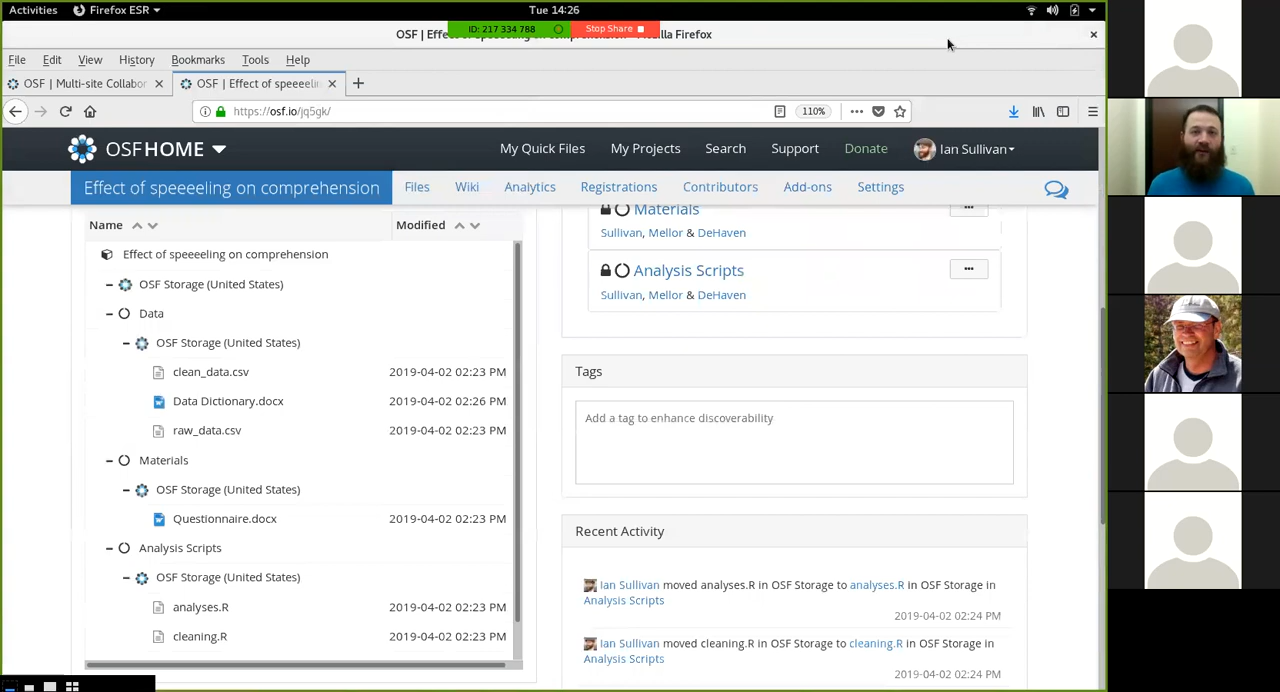 Activities Firefox ESR Tue 14:26
ID: 217 334 788 Stop Share
OSF | Effect of speeeeling on comprehension - Mozilla Firefox
File Edit View History Bookmarks Tools Help
OSF | Multi-site Collabor OSF | Effect of speeeelin
https://osf.io/jq5gk/ 110%
OSFHOME My Quick Files My Projects Search Support Donate Ian Sullivan
Effect of speeeeling on comprehension Files Wiki Analytics Registrations Contributors Add-ons Settings
Name Modified
Effect of speeeeling on comprehension
OSF Storage (United States)
Data
OSF Storage (United States)
clean_data.csv 2019-04-02 02:23 PM
Data Dictionary.docx 2019-04-02 02:26 PM
raw_data.csv 2019-04-02 02:23 PM
Materials
OSF Storage (United States)
Questionnaire.docx 2019-04-02 02:23 PM
Analysis Scripts
OSF Storage (United States)
analyses.R 2019-04-02 02:23 PM
cleaning.R 2019-04-02 02:23 PM
Materials
Sullivan, Mellor & DeHaven
Analysis Scripts
Sullivan, Mellor & DeHaven
Tags
Add a tag to enhance discoverability
Recent Activity
Ian Sullivan moved analyses.R in OSF Storage to analyses.R in OSF Storage in
Analysis Scripts
2019-04-02 02:24 PM
Ian Sullivan moved cleaning.R in OSF Storage to cleaning.R in OSF Storage in
Analysis Scripts
2019-04-02 02:24 PM